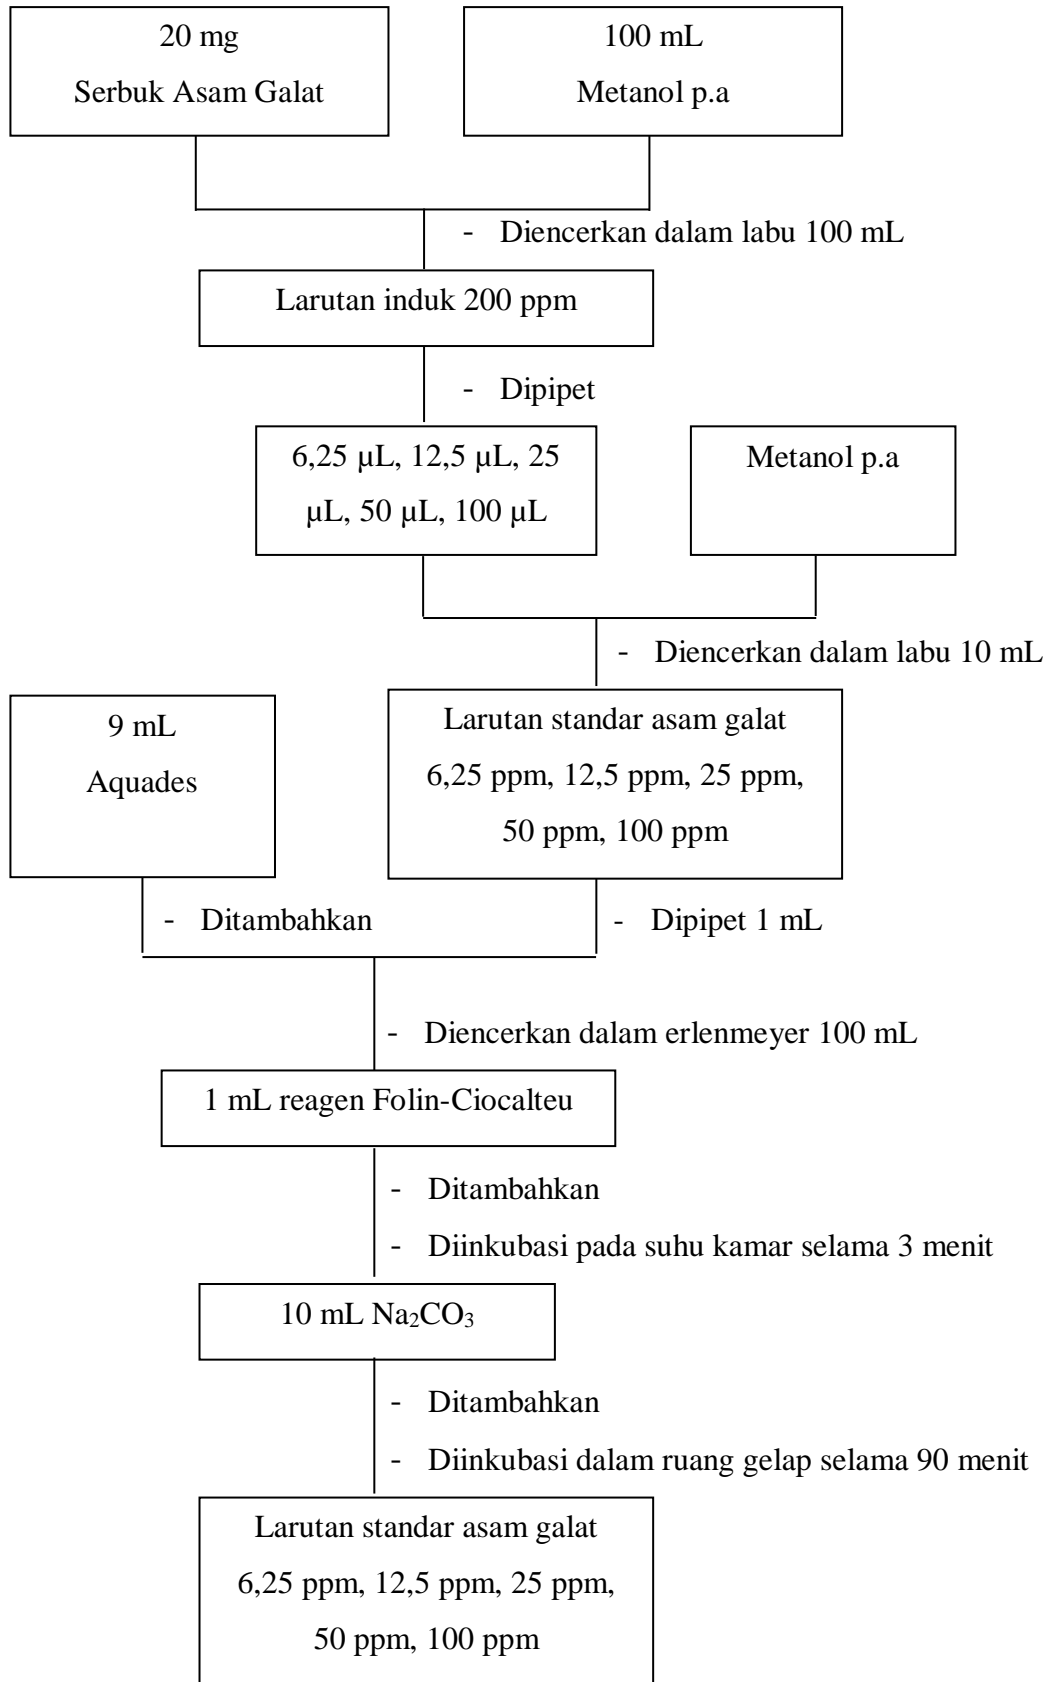 20 mg
Serbuk Asam Galat
100 mL
Metanol p.a
- Diencerkan dalam labu 100 mL
Larutan induk 200 ppm
- Dipipet
6,25 µL, 12,5 µL, 25
µL, 50 µL, 100 µL
Metanol p.a
- Diencerkan dalam labu 10 mL
9 mL
Aquades
Larutan standar asam galat
6,25 ppm, 12,5 ppm, 25 ppm,
50 ppm, 100 ppm
- Ditambahkan
- Dipipet 1 mL
- Diencerkan dalam erlenmeyer 100 mL
1 mL reagen Folin-Ciocalteu
- Ditambahkan
- Diinkubasi pada suhu kamar selama 3 menit
10 mL Na₂CO₃
- Ditambahkan
- Diinkubasi dalam ruang gelap selama 90 menit
Larutan standar asam galat
6,25 ppm, 12,5 ppm, 25 ppm,
50 ppm, 100 ppm